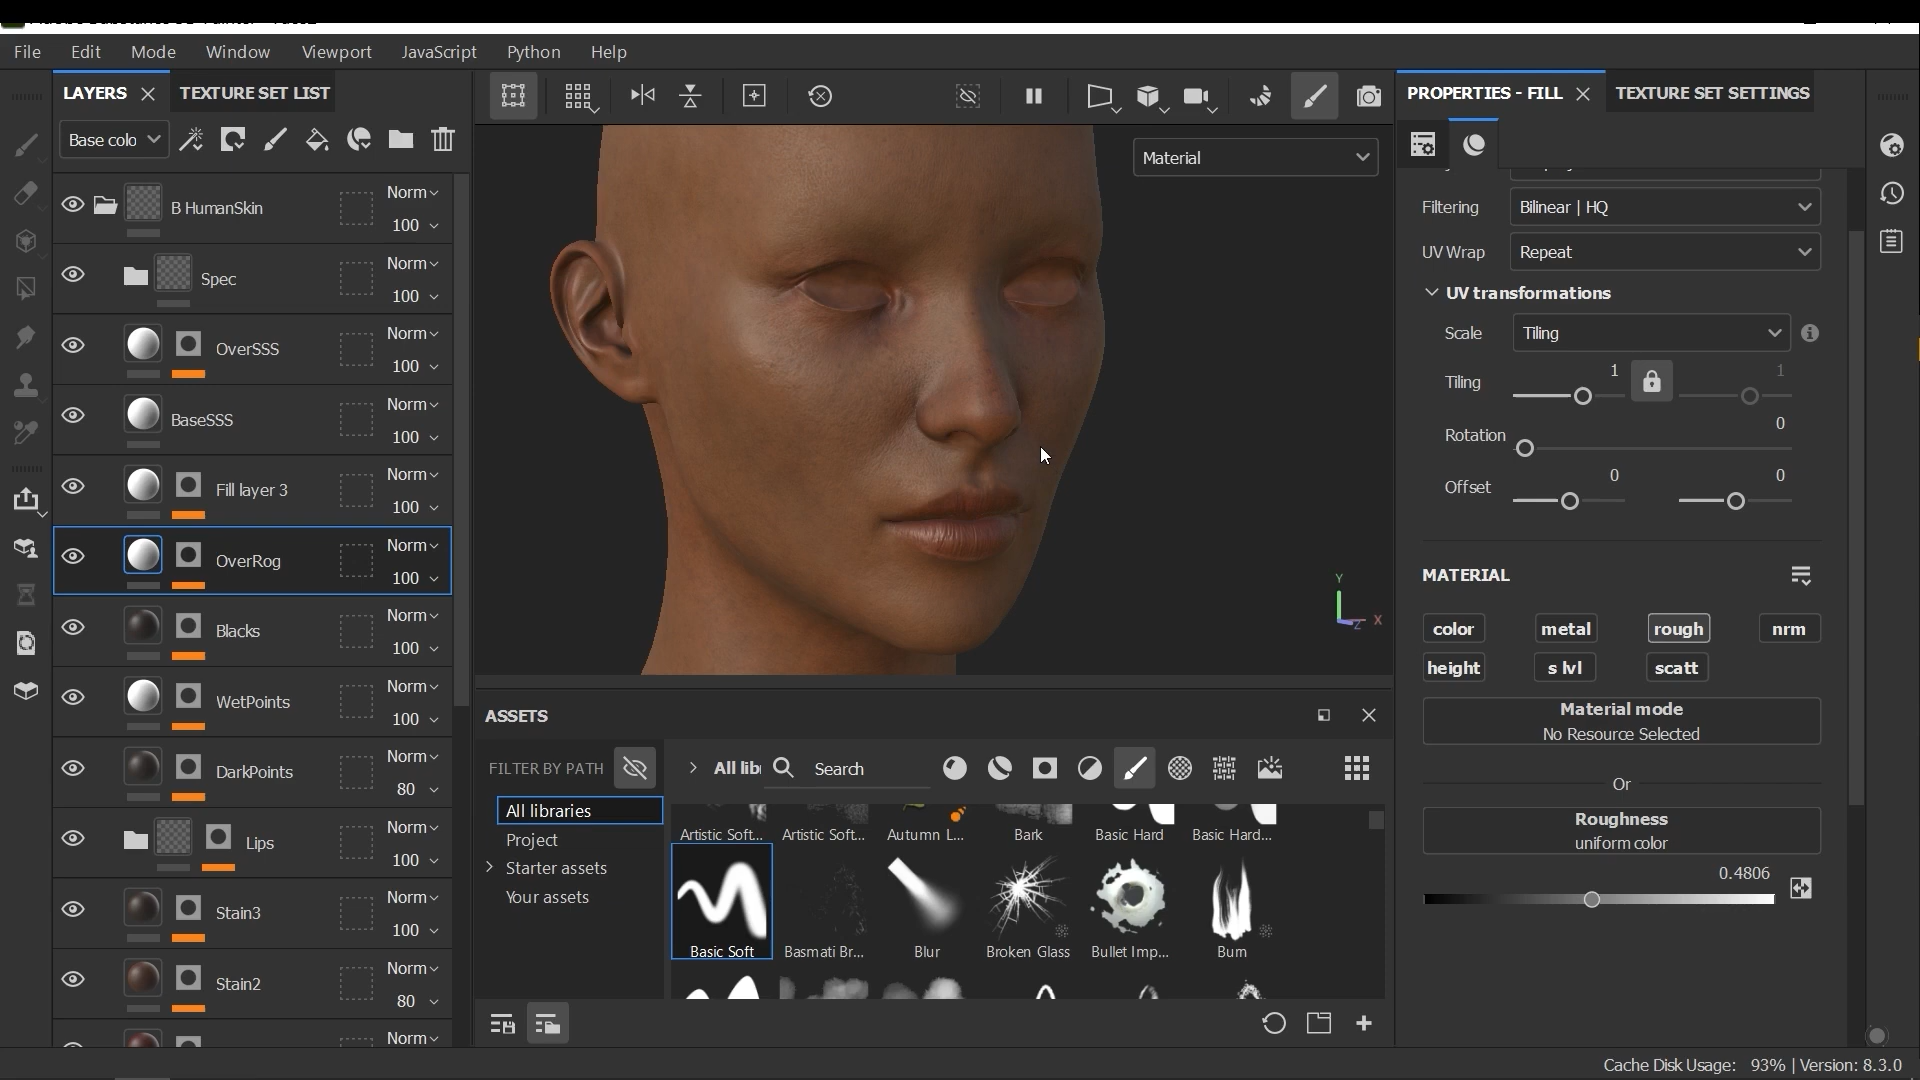 File Edit Mode Window Viewport JavaScript Python Help
LAYERS TEXTURE SET LIST
Base colo
B HumanSkin Norm 100
Spec Norm 100
OverSSS Norm 100
BaseSSS Norm 100
Fill layer 3 Norm 100
OverRog Norm 100
Blacks Norm 100
WetPoints Norm 100
DarkPoints Norm 80
Lips Norm 100
Stain3 Norm 100
Stain2 Norm 80
Norm
Material
Y
X
Z
ASSETS
FILTER BY PATH
All libraries
Project
Starter assets
Your assets
All lib Search
Artistic Soft... Artistic Soft... Autumn L... Bark Basic Hard Basic Hard...
Basic Soft Basmati Br... Blur Broken Glass Bullet Imp... Burn
PROPERTIES - FILL TEXTURE SET SETTINGS
Filtering Bilinear | HQ
UV Wrap Repeat
UV transformations
Scale Tiling
Tiling 1 1
Rotation 0
Offset 0 0
MATERIAL
color metal rough nrm
height s lvl scatt
Material mode
No Resource Selected
Or
Roughness
uniform color
0.4806
Cache Disk Usage: 93% | Version: 8.3.0